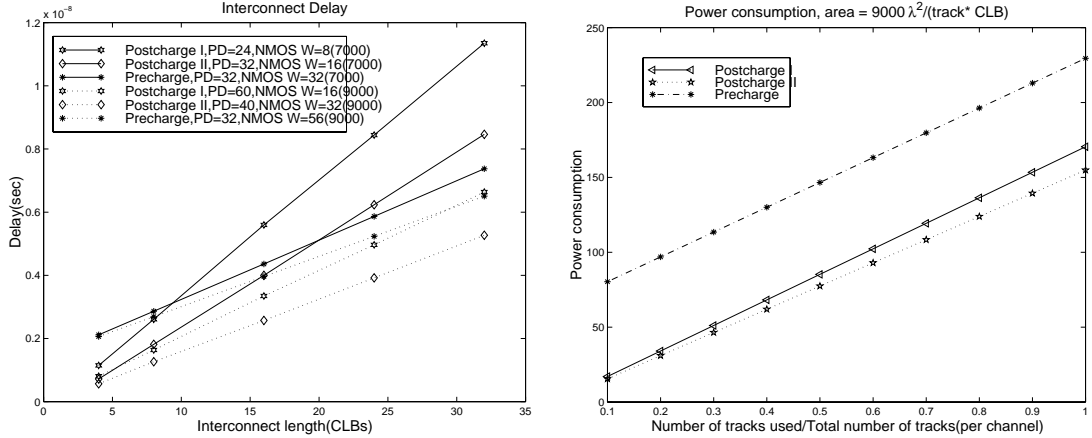 Interconnect Delay
1.2 x 10^-8
Postcharge I,PD=24,NMOS W=8(7000)
Postcharge II,PD=32,NMOS W=16(7000)
Precharge,PD=32,NMOS W=32(7000)
Postcharge I,PD=60,NMOS W=16(9000)
Postcharge II,PD=40,NMOS W=32(9000)
Precharge,PD=32,NMOS W=56(9000)
1
0.8
0.6
0.4
0.2
0
Delay(sec)
0 5 10 15 20 25 30 35
Interconnect length(CLBs)
Power consumption, area = 9000 λ²/(track* CLB)
Postcharge I
Postcharge II
Precharge
250
200
150
100
50
0
Power consumption
0.1 0.2 0.3 0.4 0.5 0.6 0.7 0.8 0.9 1
Number of tracks used/Total number of tracks(per channel)